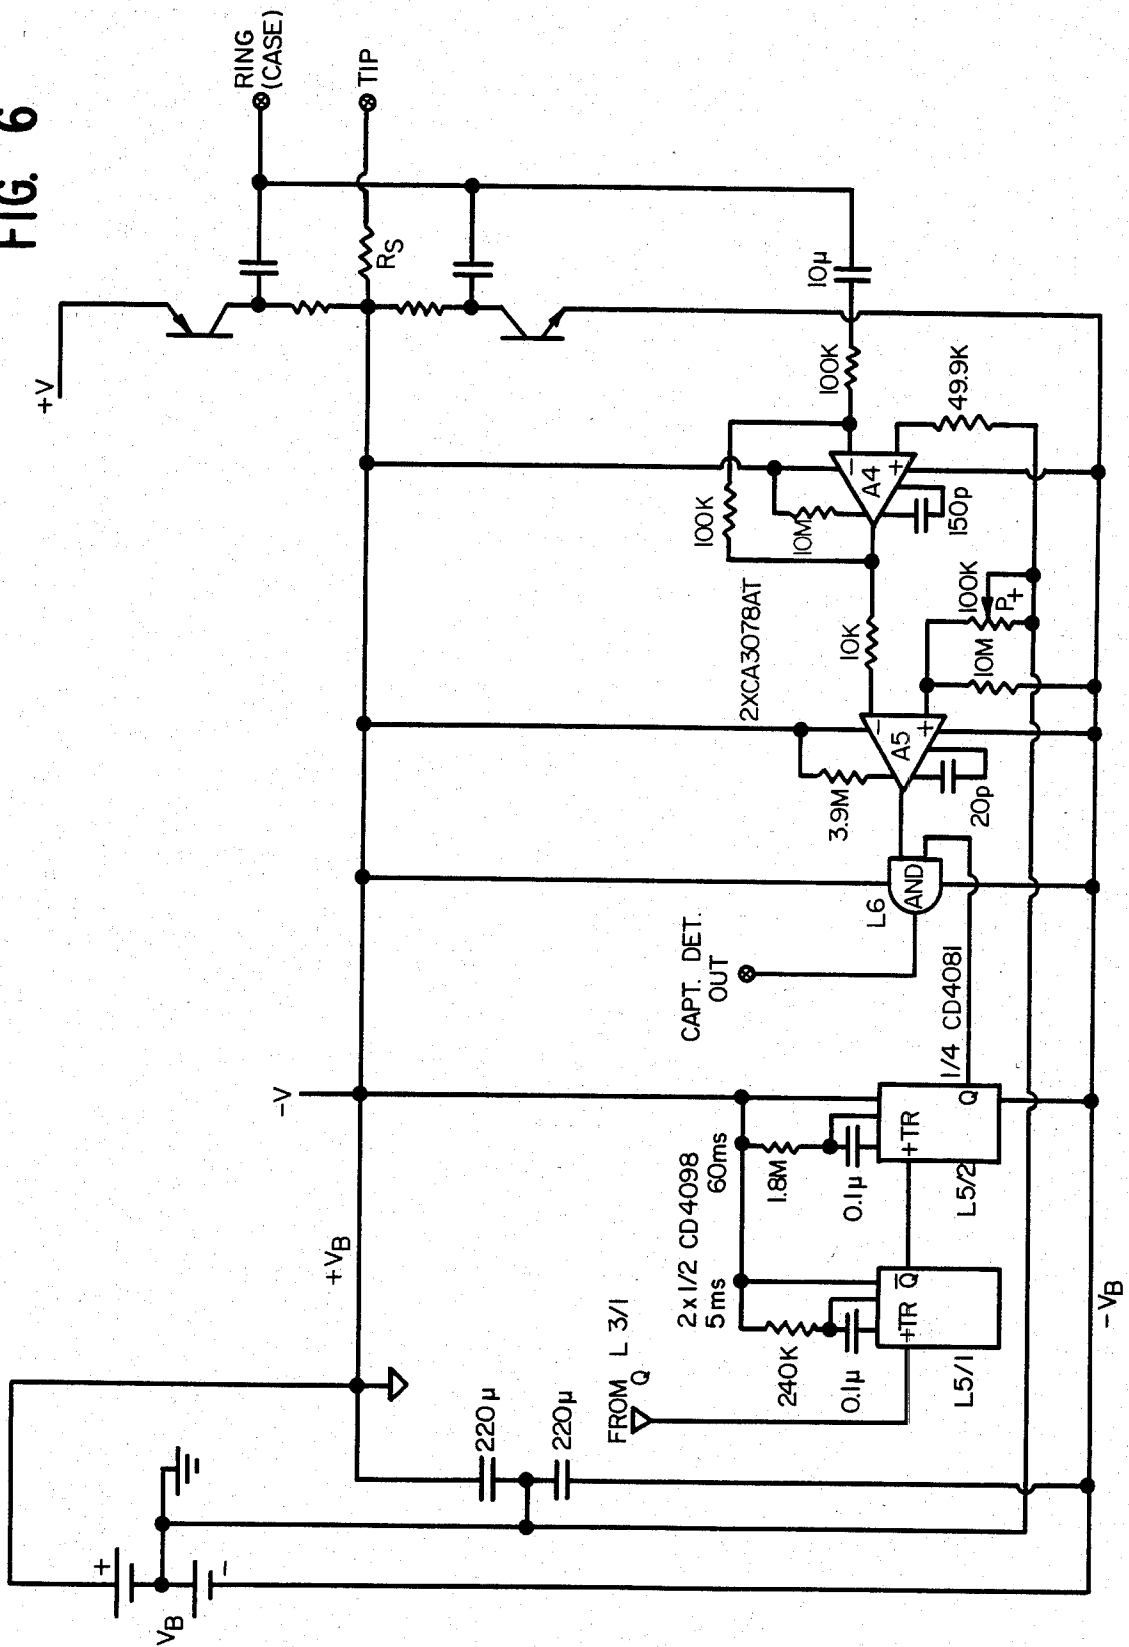 FIG. 6
RING
(CASE)
TIP
+V
RS
10μ
100K
49.9K
100K
−
+
A4
10M
150p
2XCA3078AT
10K
100K
P+
10M
−
+
A5
3.9M
20p
AND
L6
CAPT. DET.
OUT
1/4 CD4081
-V
+VB
2 x 1/2 CD4098
60ms
5ms
1.8M
0.1μ
+TR
Q
L5/2
240K
0.1μ
+TR
Q̅
L5/1
FROM L 3/1
Q
220μ
220μ
-VB
+
−
VB